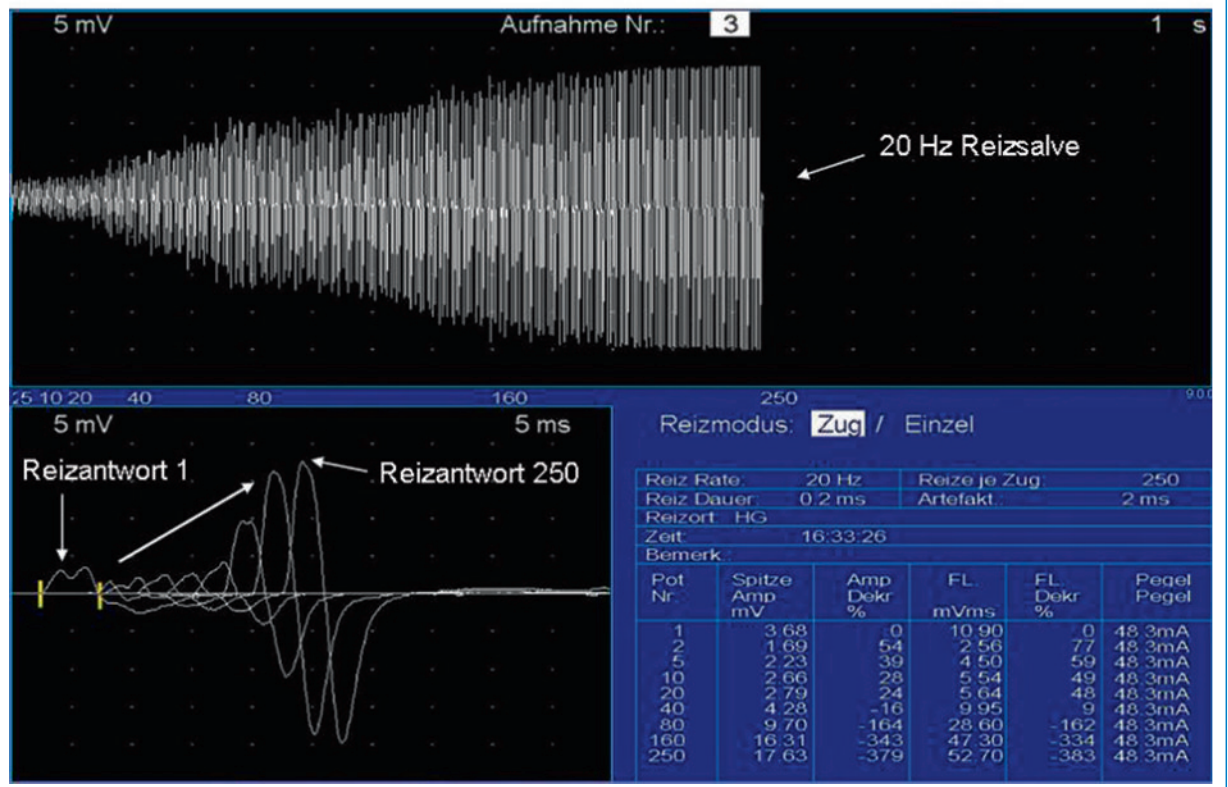 5 mV Aufnahme Nr.: 3 1 s
20 Hz Reizsalve
25 10 20 40 80 160 250 900
5 mV 5 ms
Reizantwort 1
Reizantwort 250
Reizmodus: Zug / Einzel
Reiz Rate: 20 Hz Reize je Zug: 250
Reiz Dauer: 0.2 ms Artefakt.: 2 ms
Reizort: HG
Zeit: 16:33:26
Bemerk.:
Pot Spitze Amp FL. FL. Pegel
Nr. Amp Dekr Dekr Pegel
mV % mVms %
1 3.68 0 10.90 0 48.3mA
2 1.69 54 2.56 77 48.3mA
5 2.23 39 4.50 59 48.3mA
10 2.66 28 5.54 49 48.3mA
20 2.79 24 5.64 48 48.3mA
40 4.28 -16 9.95 9 48.3mA
80 9.70 -164 28.60 -162 48.3mA
160 16.31 -343 47.30 -334 48.3mA
250 17.63 -379 52.70 -383 48.3mA